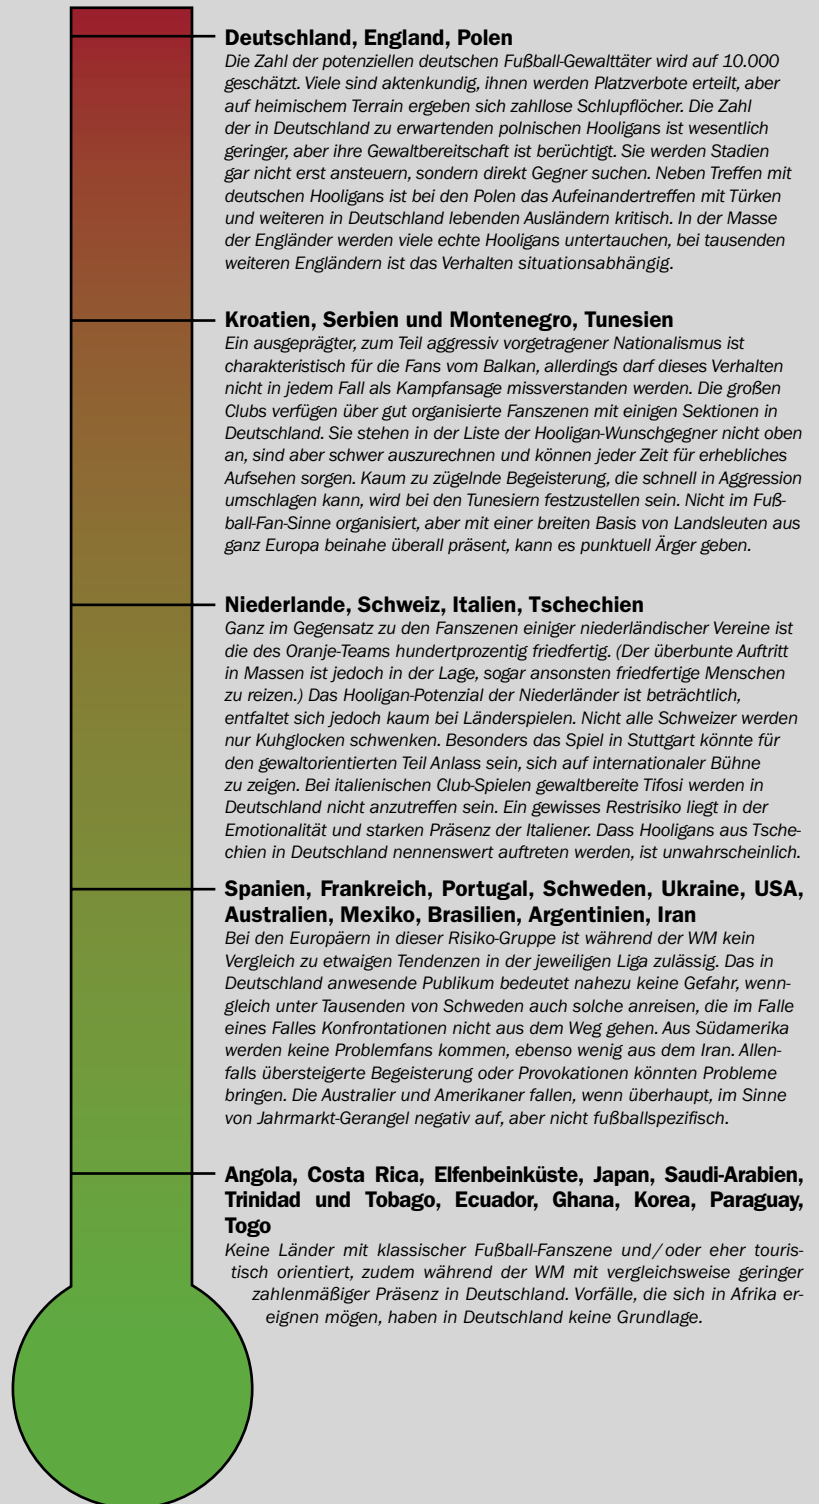 Deutschland, England, Polen
Die Zahl der potenziellen deutschen Fußball-Gewalttäter wird auf 10.000
geschätzt. Viele sind aktenkundig, ihnen werden Platzverbote erteilt, aber
auf heimischem Terrain ergeben sich zahllose Schlupflöcher. Die Zahl
der in Deutschland zu erwartenden polnischen Hooligans ist wesentlich
geringer, aber ihre Gewaltbereitschaft ist berüchtigt. Sie werden Stadien
gar nicht erst ansteuern, sondern direkt Gegner suchen. Neben Treffen mit
deutschen Hooligans ist bei den Polen das Aufeinandertreffen mit Türken
und weiteren in Deutschland lebenden Ausländern kritisch. In der Masse
der Engländer werden viele echte Hooligans untertauchen, bei tausenden
weiteren Engländern ist das Verhalten situationsabhängig.
Kroatien, Serbien und Montenegro, Tunesien
Ein ausgeprägter, zum Teil aggressiv vorgetragener Nationalismus ist
charakteristisch für die Fans vom Balkan, allerdings darf dieses Verhalten
nicht in jedem Fall als Kampfansage missverstanden werden. Die großen
Clubs verfügen über gut organisierte Fanszenen mit einigen Sektionen in
Deutschland. Sie stehen in der Liste der Hooligan-Wunschgegner nicht oben
an, sind aber schwer auszurechnen und können jeder Zeit für erhebliches
Aufsehen sorgen. Kaum zu zügelnde Begeisterung, die schnell in Aggression
umschlagen kann, wird bei den Tunesiern festzustellen sein. Nicht im Fuß-
ball-Fan-Sinne organisiert, aber mit einer breiten Basis von Landsleuten aus
ganz Europa beinahe überall präsent, kann es punktuell Ärger geben.
Niederlande, Schweiz, Italien, Tschechien
Ganz im Gegensatz zu den Fanszenen einiger niederländischer Vereine ist
die des Oranje-Teams hundertprozentig friedfertig. (Der überbunte Auftritt
in Massen ist jedoch in der Lage, sogar ansonsten friedfertige Menschen
zu reizen.) Das Hooligan-Potenzial der Niederländer ist beträchtlich,
entfaltet sich jedoch kaum bei Länderspielen. Nicht alle Schweizer werden
nur Kuhglocken schwenken. Besonders das Spiel in Stuttgart könnte für
den gewaltorientierten Teil Anlass sein, sich auf internationaler Bühne
zu zeigen. Bei italienischen Club-Spielen gewaltbereite Tifosi werden in
Deutschland nicht anzutreffen sein. Ein gewisses Restrisiko liegt in der
Emotionalität und starken Präsenz der Italiener. Dass Hooligans aus Tsche-
chien in Deutschland nennenswert auftreten werden, ist unwahrscheinlich.
Spanien, Frankreich, Portugal, Schweden, Ukraine, USA,
Australien, Mexiko, Brasilien, Argentinien, Iran
Bei den Europäern in dieser Risiko-Gruppe ist während der WM kein
Vergleich zu etwaigen Tendenzen in der jeweiligen Liga zulässig. Das in
Deutschland anwesende Publikum bedeutet nahezu keine Gefahr, wenn-
gleich unter Tausenden von Schweden auch solche anreisen, die im Falle
eines Falles Konfrontationen nicht aus dem Weg gehen. Aus Südamerika
werden keine Problemfans kommen, ebenso wenig aus dem Iran. Allen-
falls übersteigerte Begeisterung oder Provokationen könnten Probleme
bringen. Die Australier und Amerikaner fallen, wenn überhaupt, im Sinne
von Jahrmarkt-Gerangel negativ auf, aber nicht fußballspezifisch.
Angola, Costa Rica, Elfenbeinküste, Japan, Saudi-Arabien,
Trinidad und Tobago, Ecuador, Ghana, Korea, Paraguay,
Togo
Keine Länder mit klassischer Fußball-Fanszene und/oder eher touris-
tisch orientiert, zudem während der WM mit vergleichsweise geringer
zahlenmäßiger Präsenz in Deutschland. Vorfälle, die sich in Afrika er-
eignen mögen, haben in Deutschland keine Grundlage.